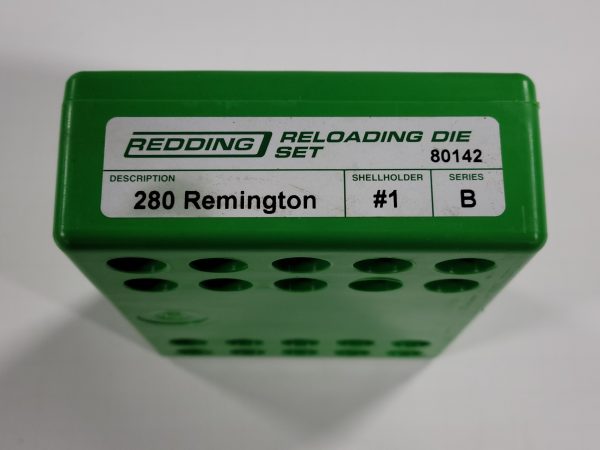 REDDING RELOADING DIE
SET 80142
DESCRIPTION SHELLHOLDER SERIES
280 Remington #1 B